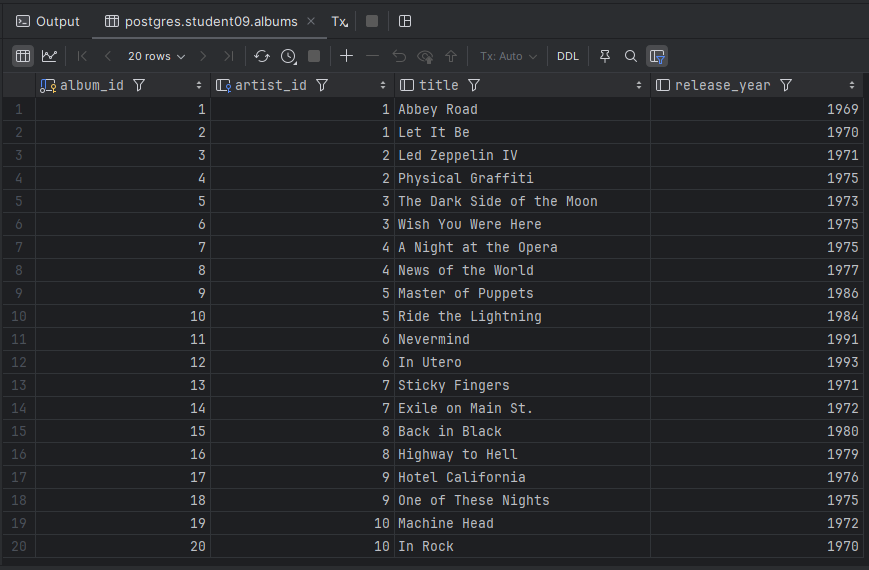 Output postgres.student09.albums Tx
20 rows Tx: Auto DDL
album_id artist_id title release_year
1 1 1 Abbey Road 1969
2 2 1 Let It Be 1970
3 3 2 Led Zeppelin IV 1971
4 4 2 Physical Graffiti 1975
5 5 3 The Dark Side of the Moon 1973
6 6 3 Wish You Were Here 1975
7 7 4 A Night at the Opera 1975
8 8 4 News of the World 1977
9 9 5 Master of Puppets 1986
10 10 5 Ride the Lightning 1984
11 11 6 Nevermind 1991
12 12 6 In Utero 1993
13 13 7 Sticky Fingers 1971
14 14 7 Exile on Main St. 1972
15 15 8 Back in Black 1980
16 16 8 Highway to Hell 1979
17 17 9 Hotel California 1976
18 18 9 One of These Nights 1975
19 19 10 Machine Head 1972
20 20 10 In Rock 1970